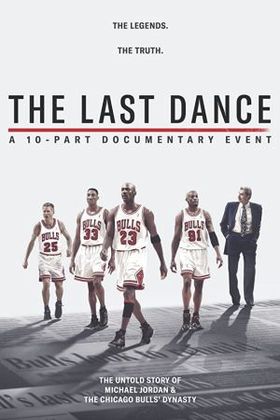 THE LEGENDS.
THE TRUTH.
THE LAST DANCE
A 10-PART DOCUMENTARY EVENT
BULLS
25
BULLS
33
BULLS
23
BULLS
91
THE UNTOLD STORY OF
MICHAEL JORDAN &
THE CHICAGO BULLS' DYNASTY